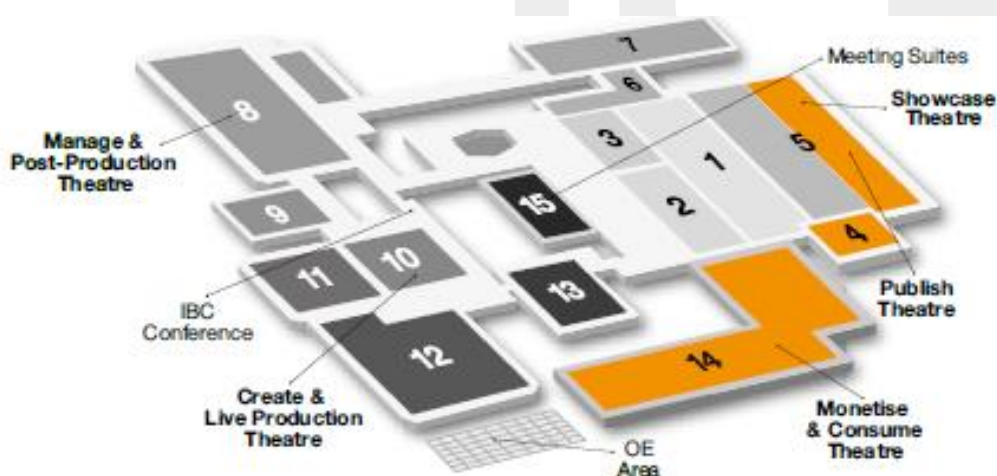 7
Meeting Suites
6
8
Showcase
Theatre
Manage &
Post-Production
Theatre
3
1
5
15
2
9
4
10
11
13
Publish
Theatre
IBC
Conference
12
14
Create &
Live Production
Theatre
Monetise
& Consume
Theatre
OE
Area